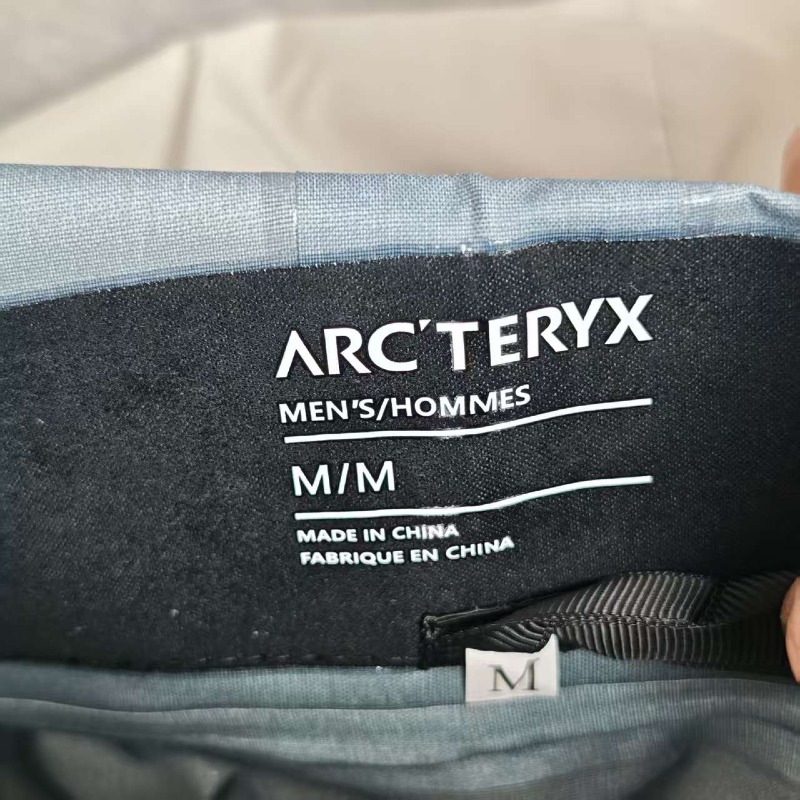 ARC'TERYX
MEN'S/HOMMES
M/M
MADE IN CHINA
FABRIQUE EN CHINA
M